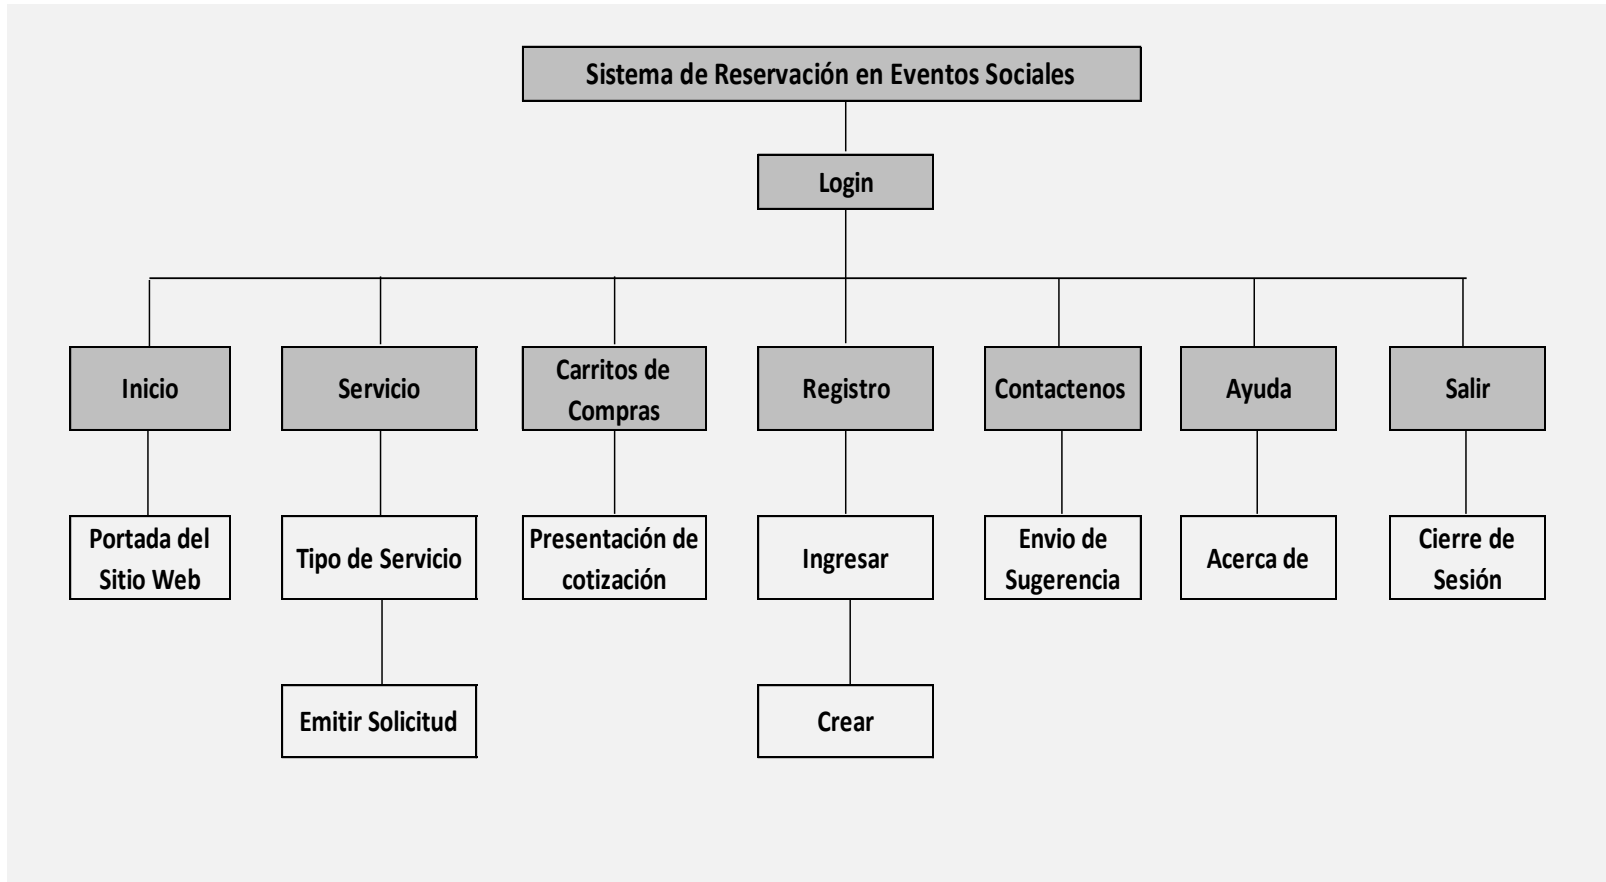 Sistema de Reservación en Eventos Sociales
Login
Inicio
Servicio
Carritos de
Compras
Registro
Contactenos
Ayuda
Salir
Portada del
Sitio Web
Tipo de Servicio
Presentación de
cotización
Ingresar
Envio de
Sugerencia
Acerca de
Cierre de
Sesión
Emitir Solicitud
Crear